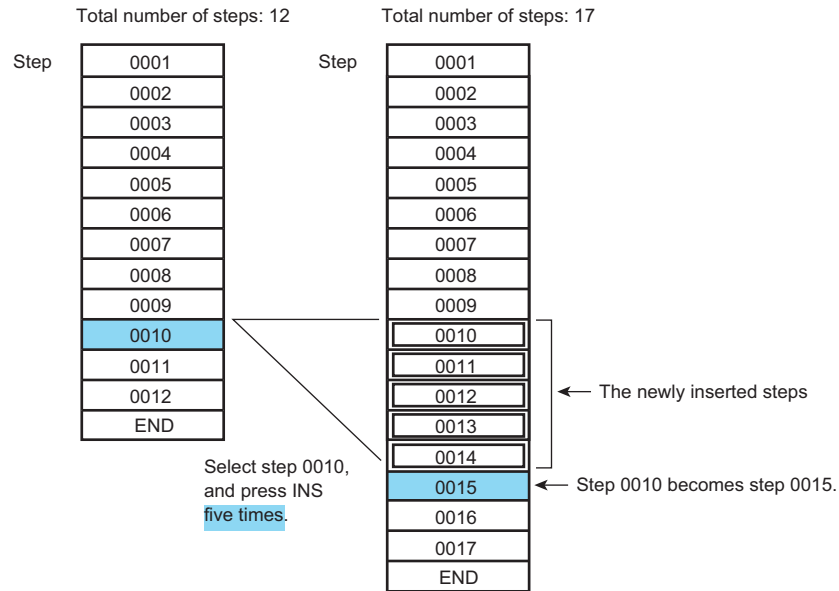 Total number of steps: 12
Step
0001
0002
0003
0004
0005
0006
0007
0008
0009
0010
0011
0012
END
Select step 0010,
and press INS
five times.
Total number of steps: 17
Step
0001
0002
0003
0004
0005
0006
0007
0008
0009
0010
0011
0012
0013
0014
0015
0016
0017
END
The newly inserted steps
Step 0010 becomes step 0015.